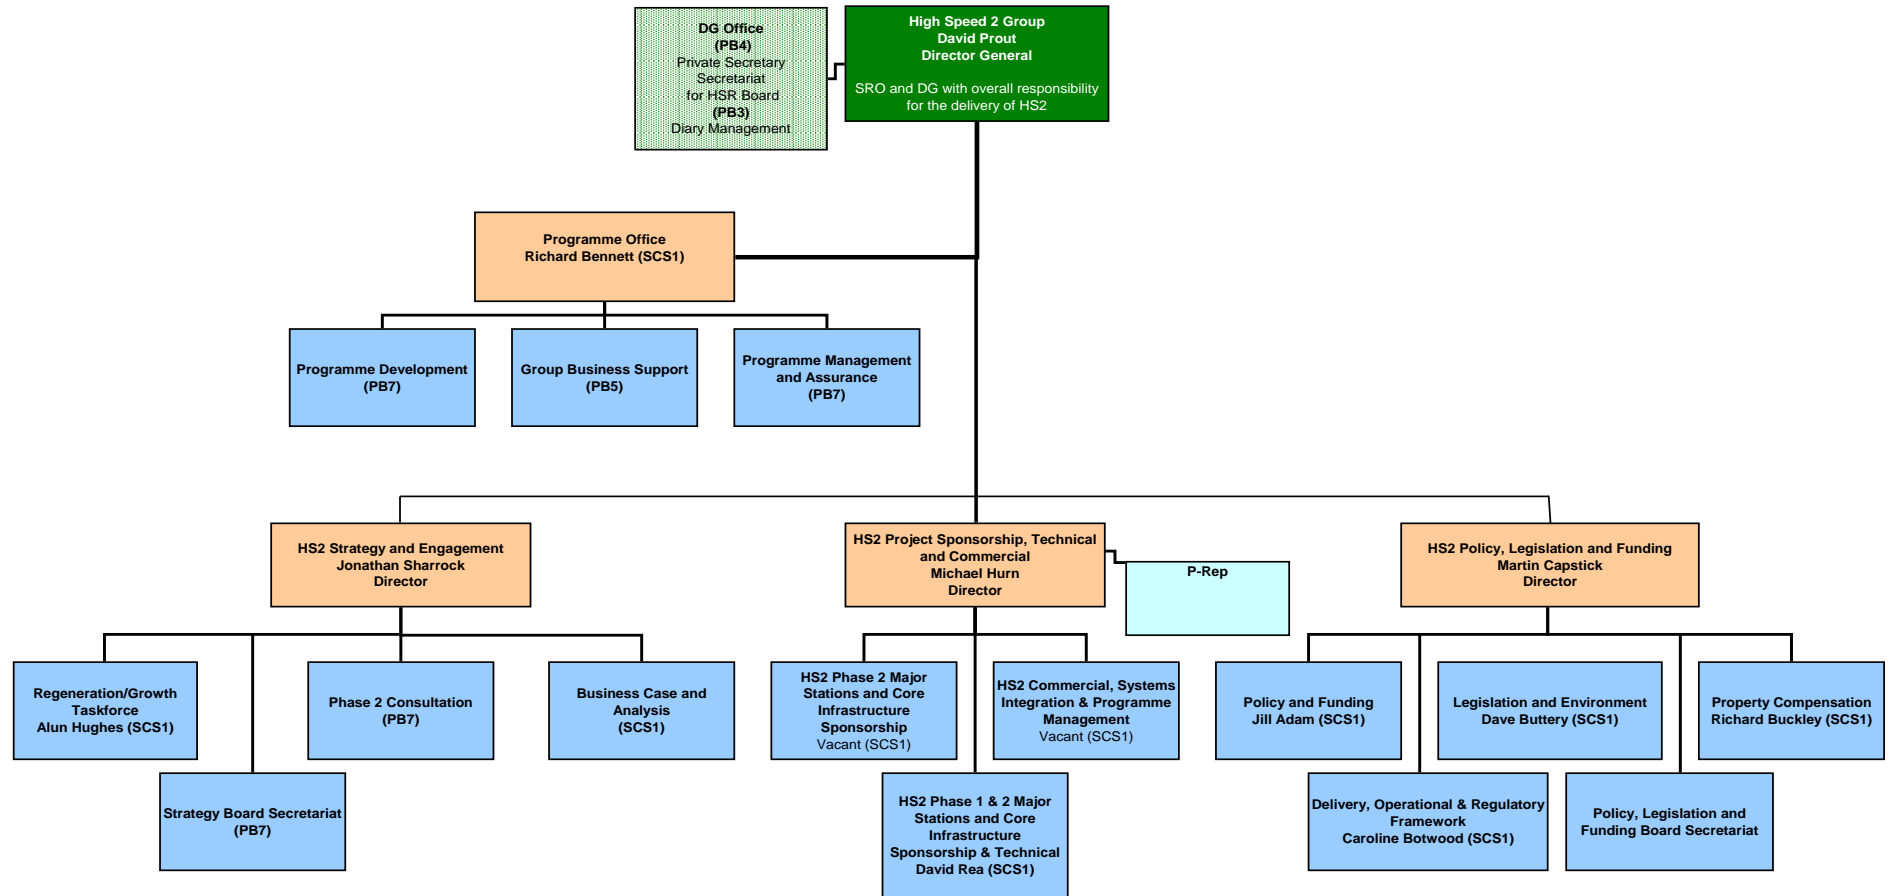 DG Office
(PB4)
Private Secretary
Secretariat
for HSR Board
(PB3)
Diary Management
High Speed 2 Group
David Prout
Director General
SRO and DG with overall responsibility
for the delivery of HS2
Programme Office
Richard Bennett (SCS1)
Programme Development
(PB7)
Group Business Support
(PB5)
Programme Management
and Assurance
(PB7)
HS2 Strategy and Engagement
Jonathan Sharrock
Director
HS2 Project Sponsorship, Technical
and Commercial
Michael Hurn
Director
P-Rep
HS2 Policy, Legislation and Funding
Martin Capstick
Director
Regeneration/Growth
Taskforce
Alun Hughes (SCS1)
Phase 2 Consultation
(PB7)
Business Case and
Analysis
(SCS1)
HS2 Phase 2 Major
Stations and Core
Infrastructure
Sponsorship
Vacant (SCS1)
HS2 Commercial, Systems
Integration & Programme
Management
Vacant (SCS1)
Policy and Funding
Jill Adam (SCS1)
Legislation and Environment
Dave Buttery (SCS1)
Property Compensation
Richard Buckley (SCS1)
Strategy Board Secretariat
(PB7)
HS2 Phase 1 & 2 Major
Stations and Core
Infrastructure
Sponsorship & Technical
David Rea (SCS1)
Delivery, Operational & Regulatory
Framework
Caroline Botwood (SCS1)
Policy, Legislation and
Funding Board Secretariat